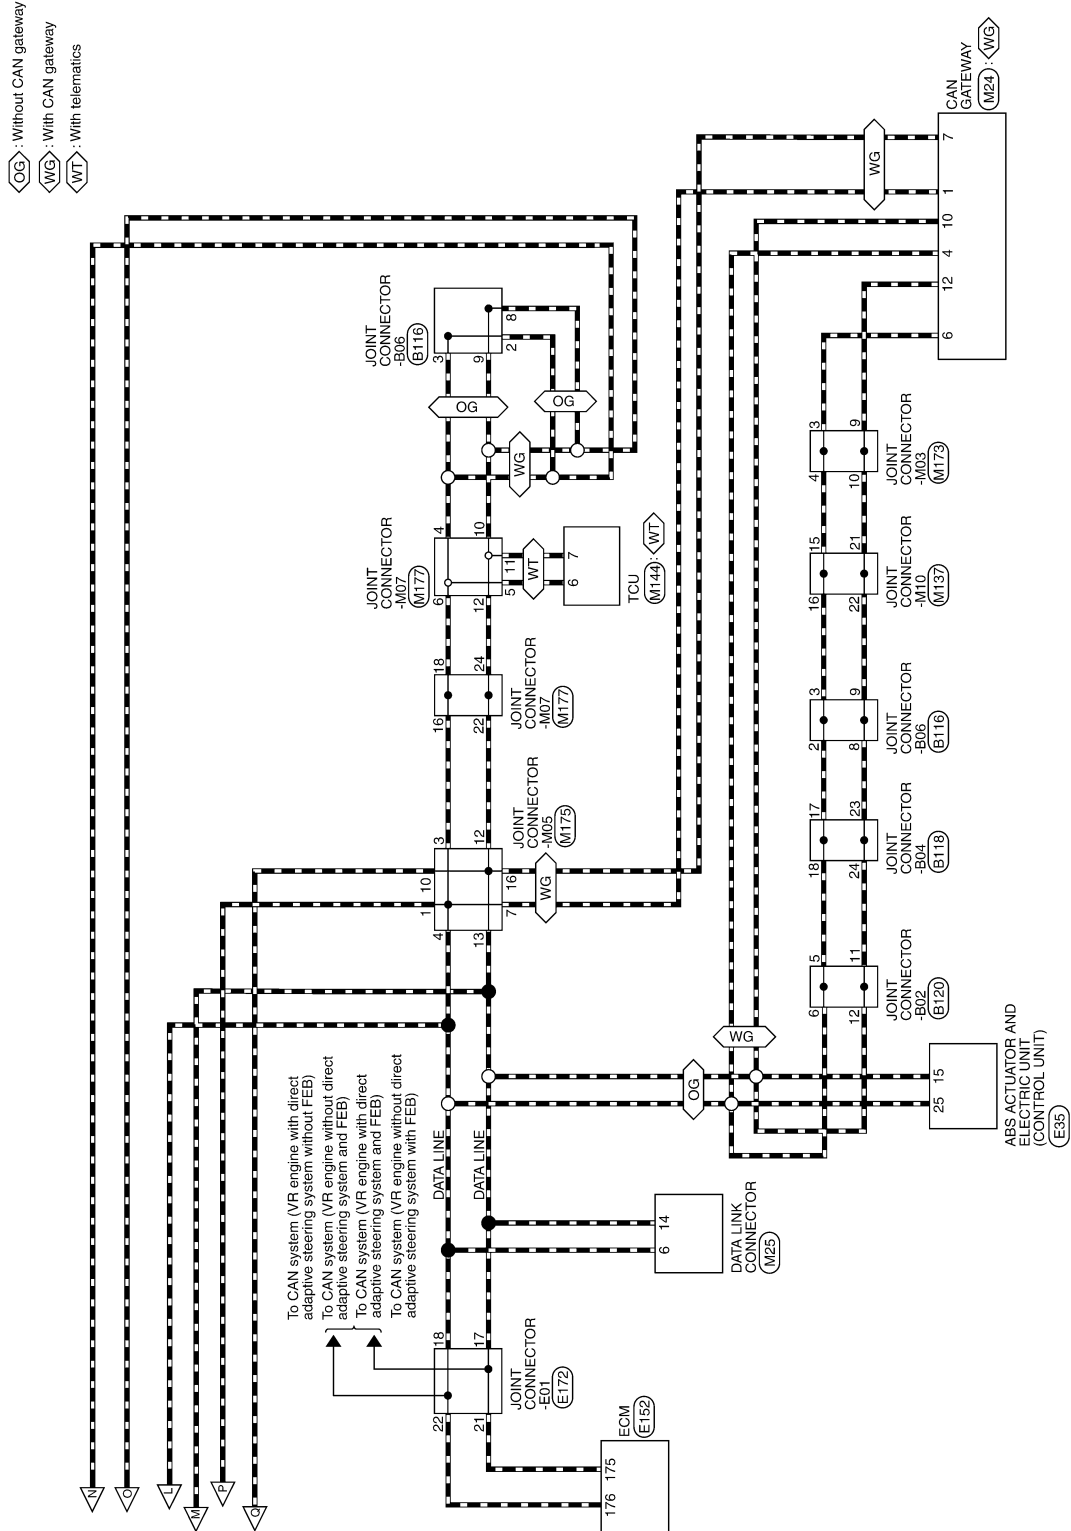 OG : Without CAN gateway
WG : With CAN gateway
WT : With telematics
CAN
GATEWAY
M24 : WG
7
1
10
4
12
6
WG
JOINT
CONNECTOR
-B06
B116
3
9
8
2
OG
OG
WG
JOINT
CONNECTOR
-M07
M177
4
10
6
12
11
5
WT
7
6
TCU
M144 : WT
18
24
16
22
JOINT
CONNECTOR
-M07
M177
JOINT
CONNECTOR
-M05
M175
3
12
10
1
16
7
4
13
WG
JOINT
CONNECTOR
-M03
M173
3
9
4
10
JOINT
CONNECTOR
-M10
M137
15
21
16
22
JOINT
CONNECTOR
-B06
B116
3
9
2
8
JOINT
CONNECTOR
-B04
B118
17
23
18
24
JOINT
CONNECTOR
-B02
B120
5
11
6
12
WG
OG
15
25
ABS ACTUATOR AND
ELECTRIC UNIT
(CONTROL UNIT)
E35
DATA LINE
DATA LINE
To CAN system (VR engine with direct
adaptive steering system without FEB)
To CAN system (VR engine without direct
adaptive steering system and FEB)
To CAN system (VR engine with direct
adaptive steering system and FEB)
To CAN system (VR engine without direct
adaptive steering system with FEB)
14
6
DATA LINK
CONNECTOR
M25
18
17
22
21
JOINT
CONNECTOR
-E01
E172
ECM
E152
175
176
N
O
L
M
P
Q